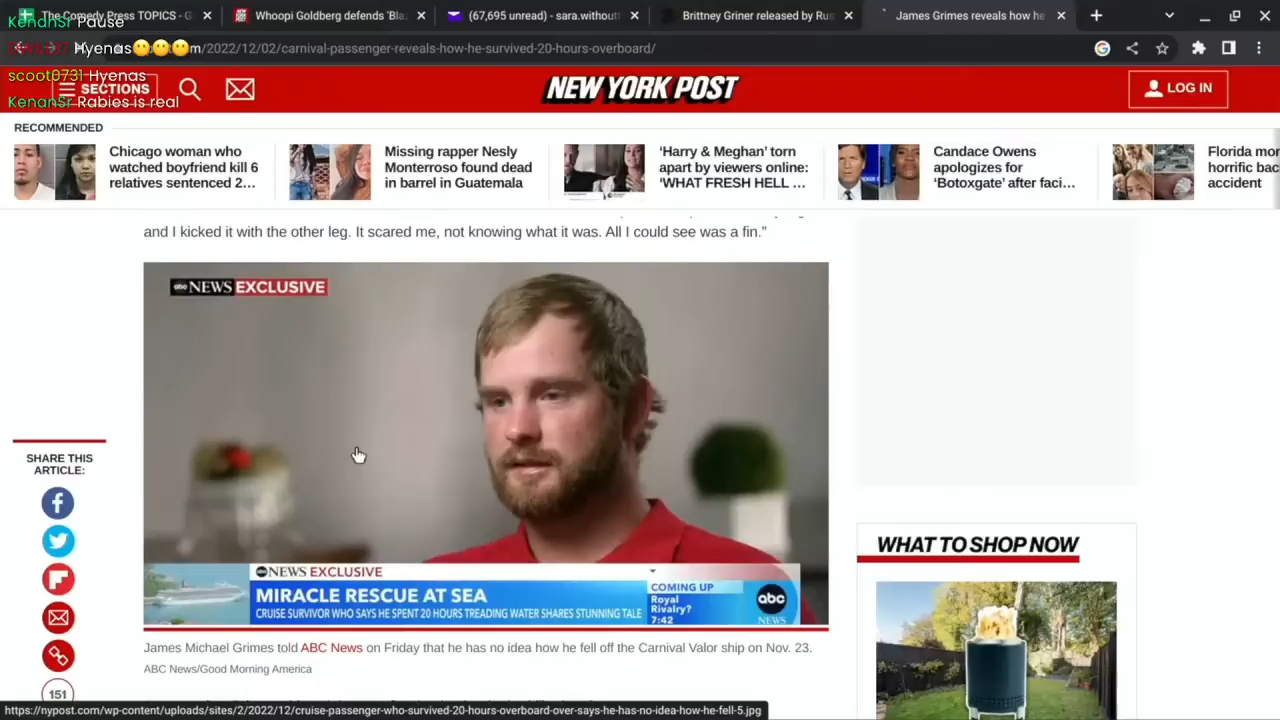 The Comedy Press TOPICS - G
Whoopi Goldberg defends 'Bla
(67,695 unread) - sara.without
Brittney Griner released by Rus
James Grimes reveals how he
KenanSr Pause
Hyenas😬😬😬
m/2022/12/02/carnival-passenger-reveals-how-he-survived-20-hours-overboard/
scoot0731 Hyenas
KenanSr Rabies is real
SECTIONS
NEW YORK POST
LOG IN
RECOMMENDED
Chicago woman who
watched boyfriend kill 6
relatives sentenced 2…
Missing rapper Nesly
Monterroso found dead
in barrel in Guatemala
‘Harry & Meghan’ torn
apart by viewers online:
‘WHAT FRESH HELL …
Candace Owens
apologizes for
‘Botoxgate’ after faci…
Florida mor
horrific bac
accident
and I kicked it with the other leg. It scared me, not knowing what it was. All I could see was a fin.”
abc NEWS EXCLUSIVE
abc NEWS EXCLUSIVE
MIRACLE RESCUE AT SEA
CRUISE SURVIVOR WHO SAYS HE SPENT 20 HOURS TREADING WATER SHARES STUNNING TALE
COMING UP
Royal
Rivalry?
7:42
abc
NEWS
SHARE THIS
ARTICLE:
151
WHAT TO SHOP NOW
James Michael Grimes told ABC News on Friday that he has no idea how he fell off the Carnival Valor ship on Nov. 23.
ABC News/Good Morning America
https://nypost.com/wp-content/uploads/sites/2/2022/12/cruise-passenger-who-survived-20-hours-overboard-over-says-he-has-no-idea-how-he-fell-5.jpg